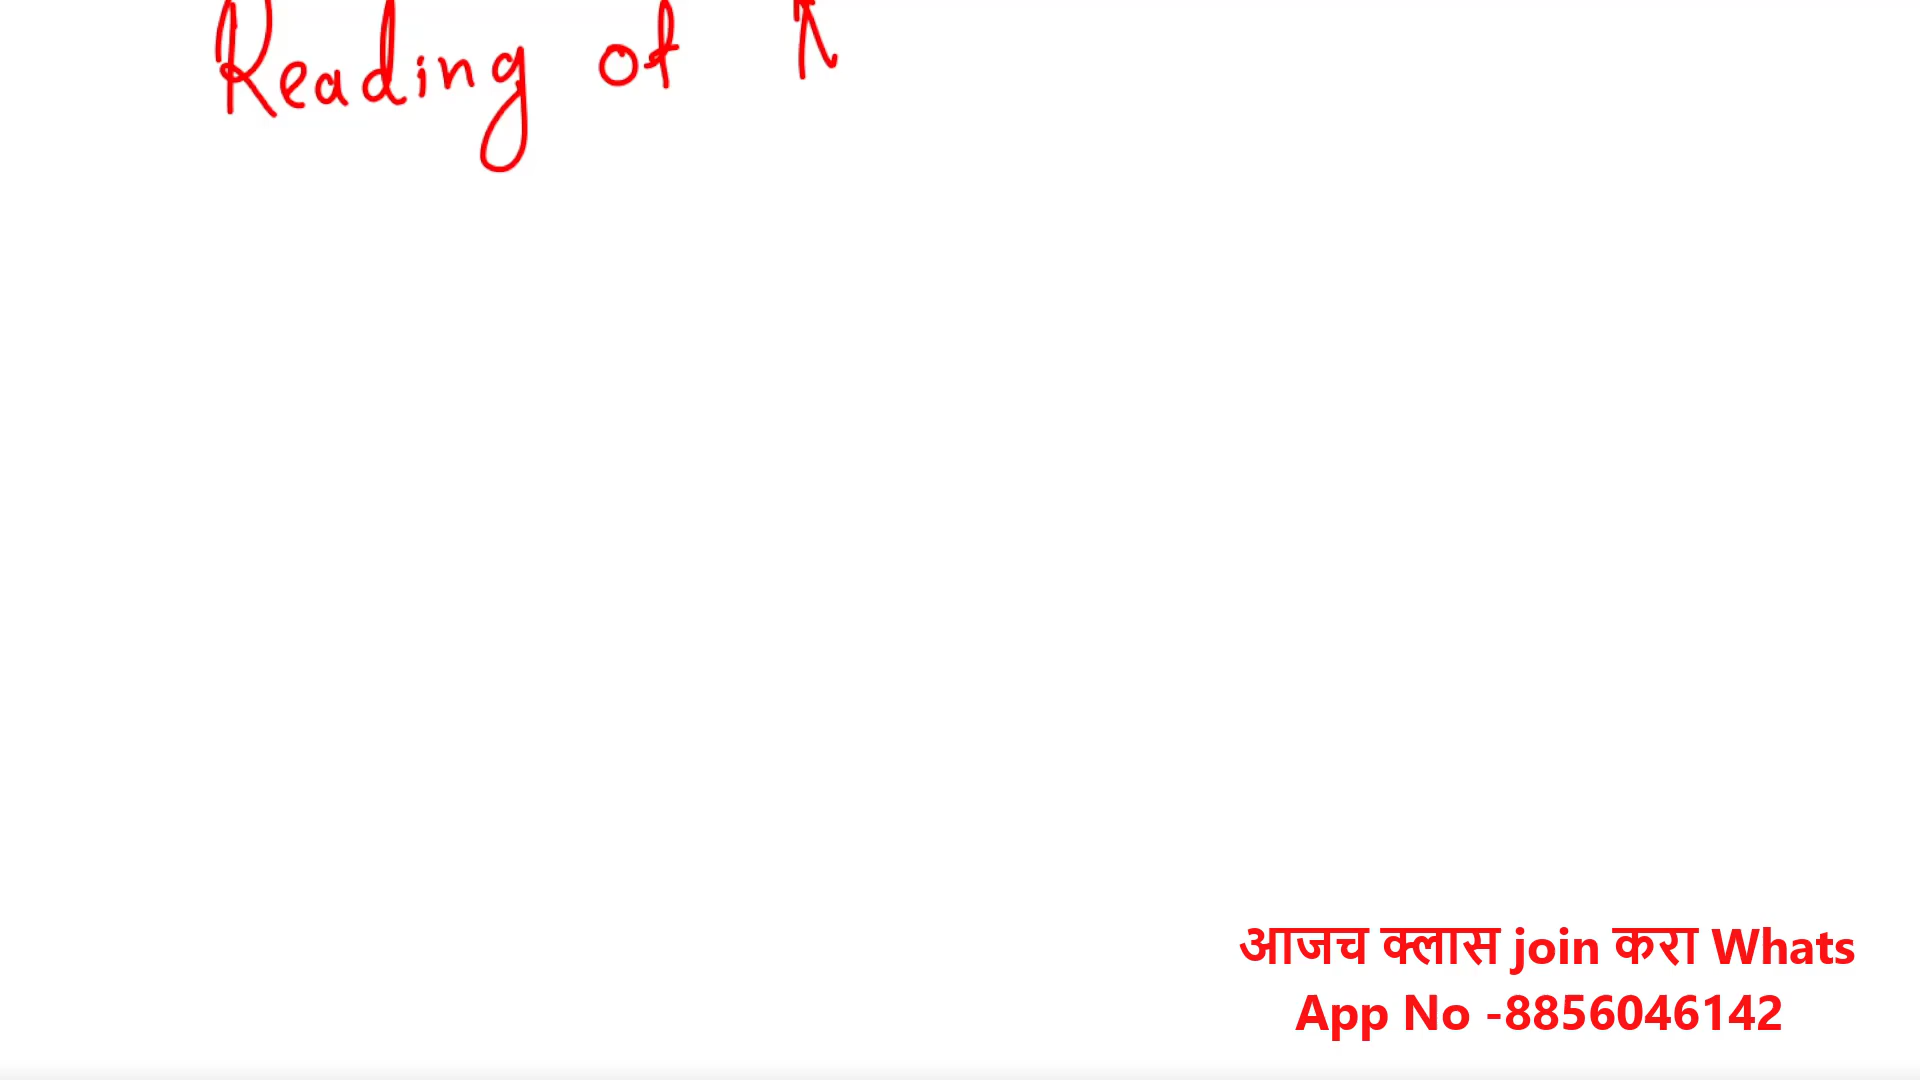 Reading of
आजच क्लास join करा Whats
App No -8856046142